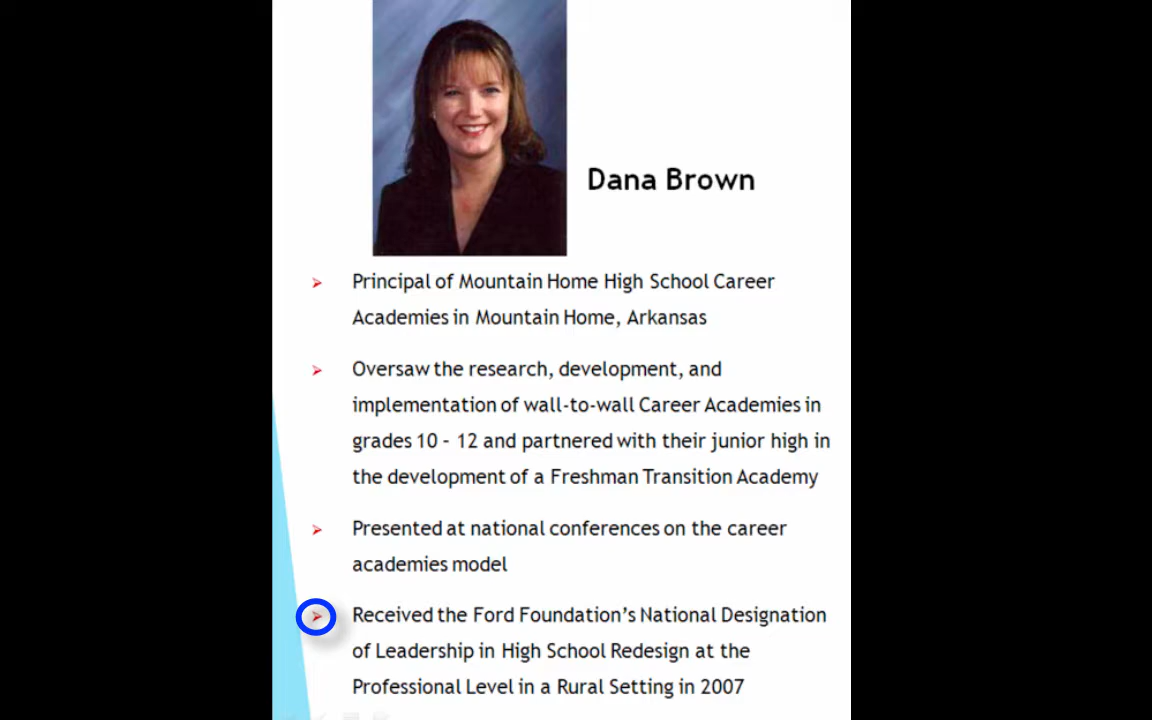 Dana Brown
Principal of Mountain Home High School Career
Academies in Mountain Home, Arkansas
Oversaw the research, development, and
implementation of wall-to-wall Career Academies in
grades 10 – 12 and partnered with their junior high in
the development of a Freshman Transition Academy
Presented at national conferences on the career
academies model
Received the Ford Foundation’s National Designation
of Leadership in High School Redesign at the
Professional Level in a Rural Setting in 2007